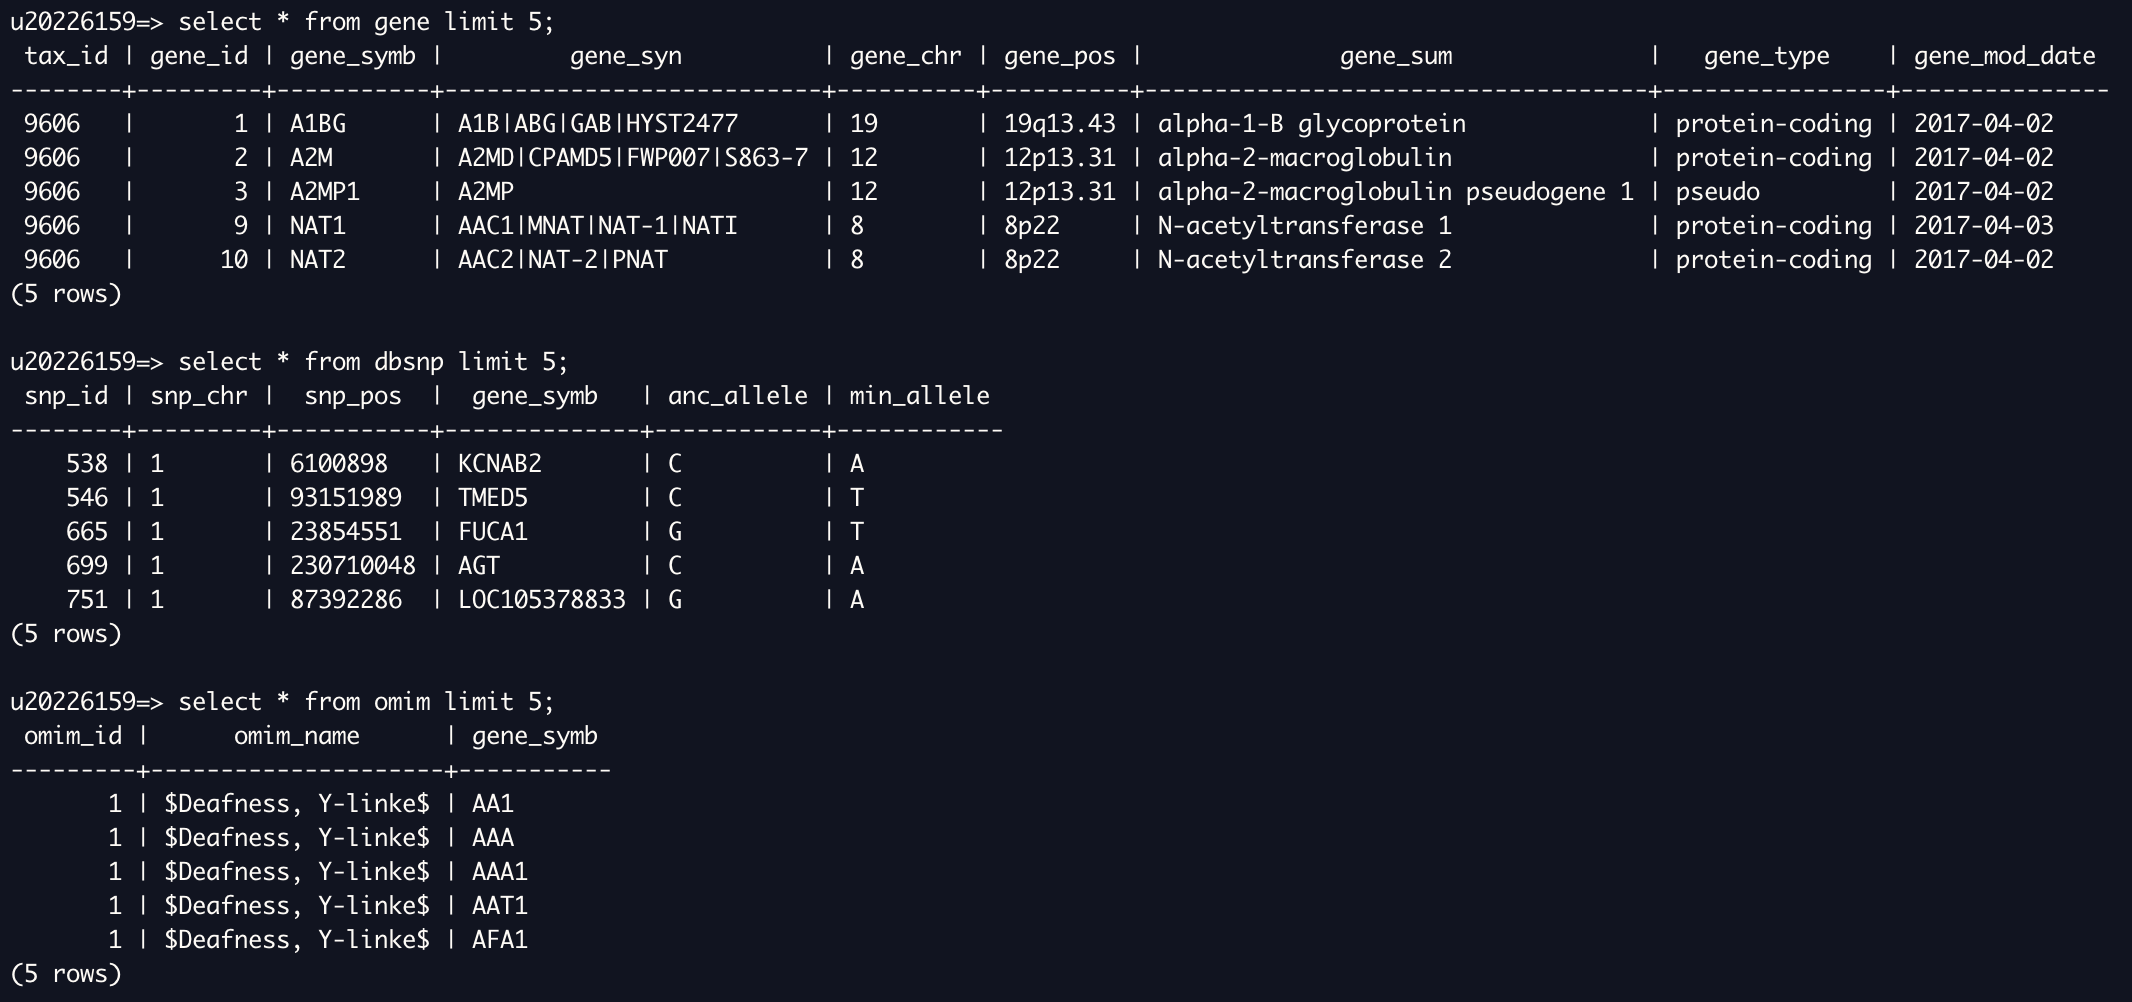 u20226159=> select * from gene limit 5;
 tax_id | gene_id | gene_symb |         gene_syn          | gene_chr | gene_pos |              gene_sum              |   gene_type    | gene_mod_date
--------+---------+-----------+---------------------------+----------+----------+------------------------------------+----------------+---------------
 9606   |       1 | A1BG      | A1B|ABG|GAB|HYST2477      | 19       | 19q13.43 | alpha-1-B glycoprotein             | protein-coding | 2017-04-02
 9606   |       2 | A2M       | A2MD|CPAMD5|FWP007|S863-7 | 12       | 12p13.31 | alpha-2-macroglobulin              | protein-coding | 2017-04-02
 9606   |       3 | A2MP1     | A2MP                      | 12       | 12p13.31 | alpha-2-macroglobulin pseudogene 1 | pseudo         | 2017-04-02
 9606   |       9 | NAT1      | AAC1|MNAT|NAT-1|NATI      | 8        | 8p22     | N-acetyltransferase 1              | protein-coding | 2017-04-03
 9606   |      10 | NAT2      | AAC2|NAT-2|PNAT           | 8        | 8p22     | N-acetyltransferase 2              | protein-coding | 2017-04-02
(5 rows)

u20226159=> select * from dbsnp limit 5;
 snp_id | snp_chr |  snp_pos  |  gene_symb   | anc_allele | min_allele
--------+---------+-----------+--------------+------------+------------
    538 | 1       | 6100898   | KCNAB2       | C          | A
    546 | 1       | 93151989  | TMED5        | C          | T
    665 | 1       | 23854551  | FUCA1        | G          | T
    699 | 1       | 230710048 | AGT          | C          | A
    751 | 1       | 87392286  | LOC105378833 | G          | A
(5 rows)

u20226159=> select * from omim limit 5;
 omim_id |      omim_name      | gene_symb
---------+---------------------+-----------
       1 | $Deafness, Y-linke$ | AA1
       1 | $Deafness, Y-linke$ | AAA
       1 | $Deafness, Y-linke$ | AAA1
       1 | $Deafness, Y-linke$ | AAT1
       1 | $Deafness, Y-linke$ | AFA1
(5 rows)